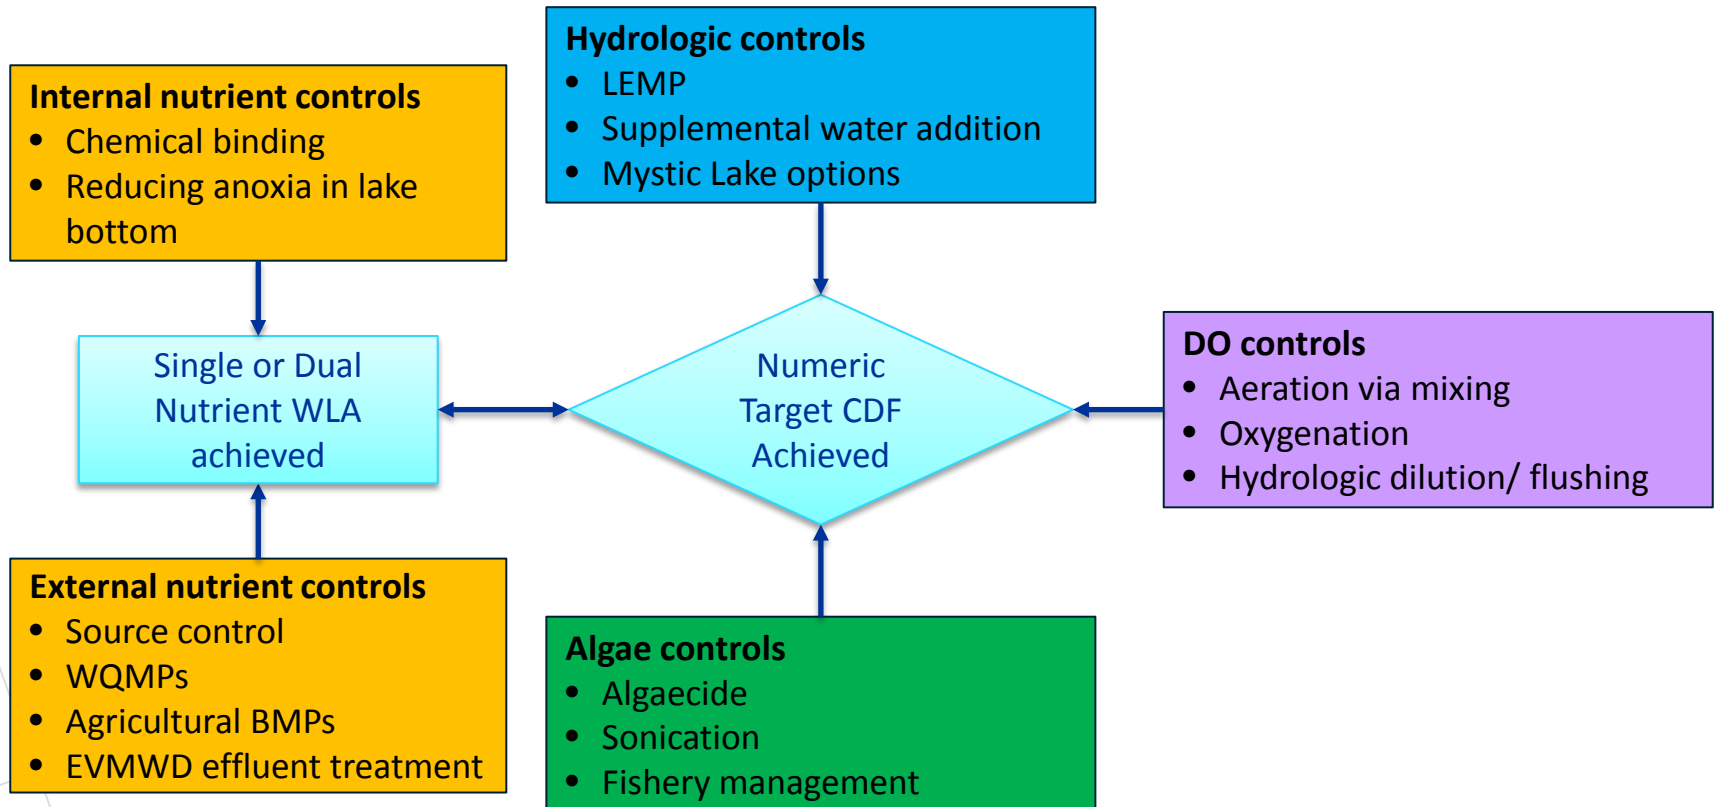 Hydrologic controls
• LEMP
• Supplemental water addition
• Mystic Lake options
Internal nutrient controls
• Chemical binding
• Reducing anoxia in lake
bottom
Single or Dual
Nutrient WLA
achieved
Numeric
Target CDF
Achieved
DO controls
• Aeration via mixing
• Oxygenation
• Hydrologic dilution/ flushing
External nutrient controls
• Source control
• WQMPs
• Agricultural BMPs
• EVMWD effluent treatment
Algae controls
• Algaecide
• Sonication
• Fishery management